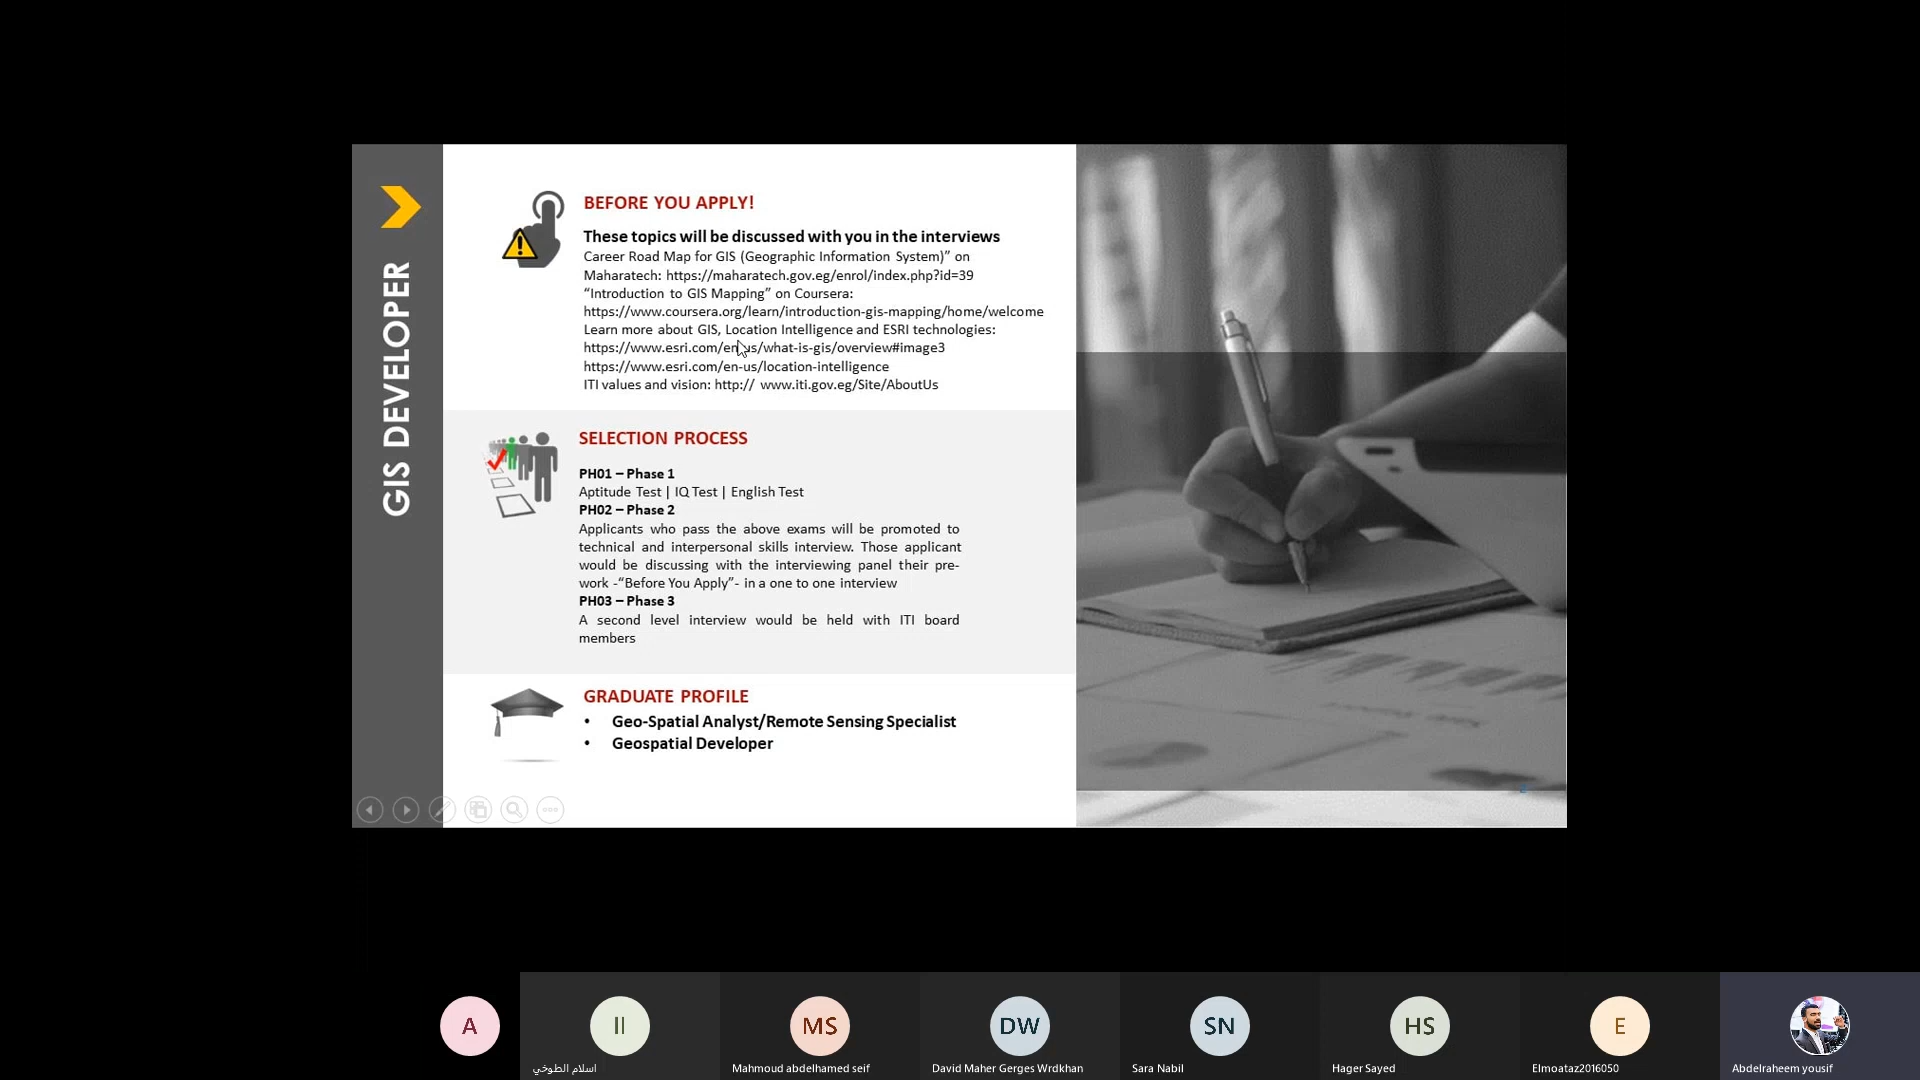 GIS DEVELOPER
BEFORE YOU APPLY!
These topics will be discussed with you in the interviews
Career Road Map for GIS (Geographic Information System)” on
Maharatech: https://maharatech.gov.eg/enrol/index.php?id=39
“Introduction to GIS Mapping” on Coursera:
https://www.coursera.org/learn/introduction-gis-mapping/home/welcome
Learn more about GIS, Location Intelligence and ESRI technologies:
https://www.esri.com/en-us/what-is-gis/overview#image3
https://www.esri.com/en-us/location-intelligence
ITI values and vision: http:// www.iti.gov.eg/Site/AboutUs
SELECTION PROCESS
PH01 – Phase 1
Aptitude Test | IQ Test | English Test
PH02 – Phase 2
Applicants who pass the above exams will be promoted to
technical and interpersonal skills interview. Those applicant
would be discussing with the interviewing panel their pre-
work -“Before You Apply”- in a one to one interview
PH03 – Phase 3
A second level interview would be held with ITI board
members
GRADUATE PROFILE
• Geo-Spatial Analyst/Remote Sensing Specialist
• Geospatial Developer
2
A
اا
MS
DW
SN
HS
E
اسلام الطوخي
Mahmoud abdelhamed seif
David Maher Gerges Wrdkhan
Sara Nabil
Hager Sayed
Elmoataz2016050
Abdelraheem yousif